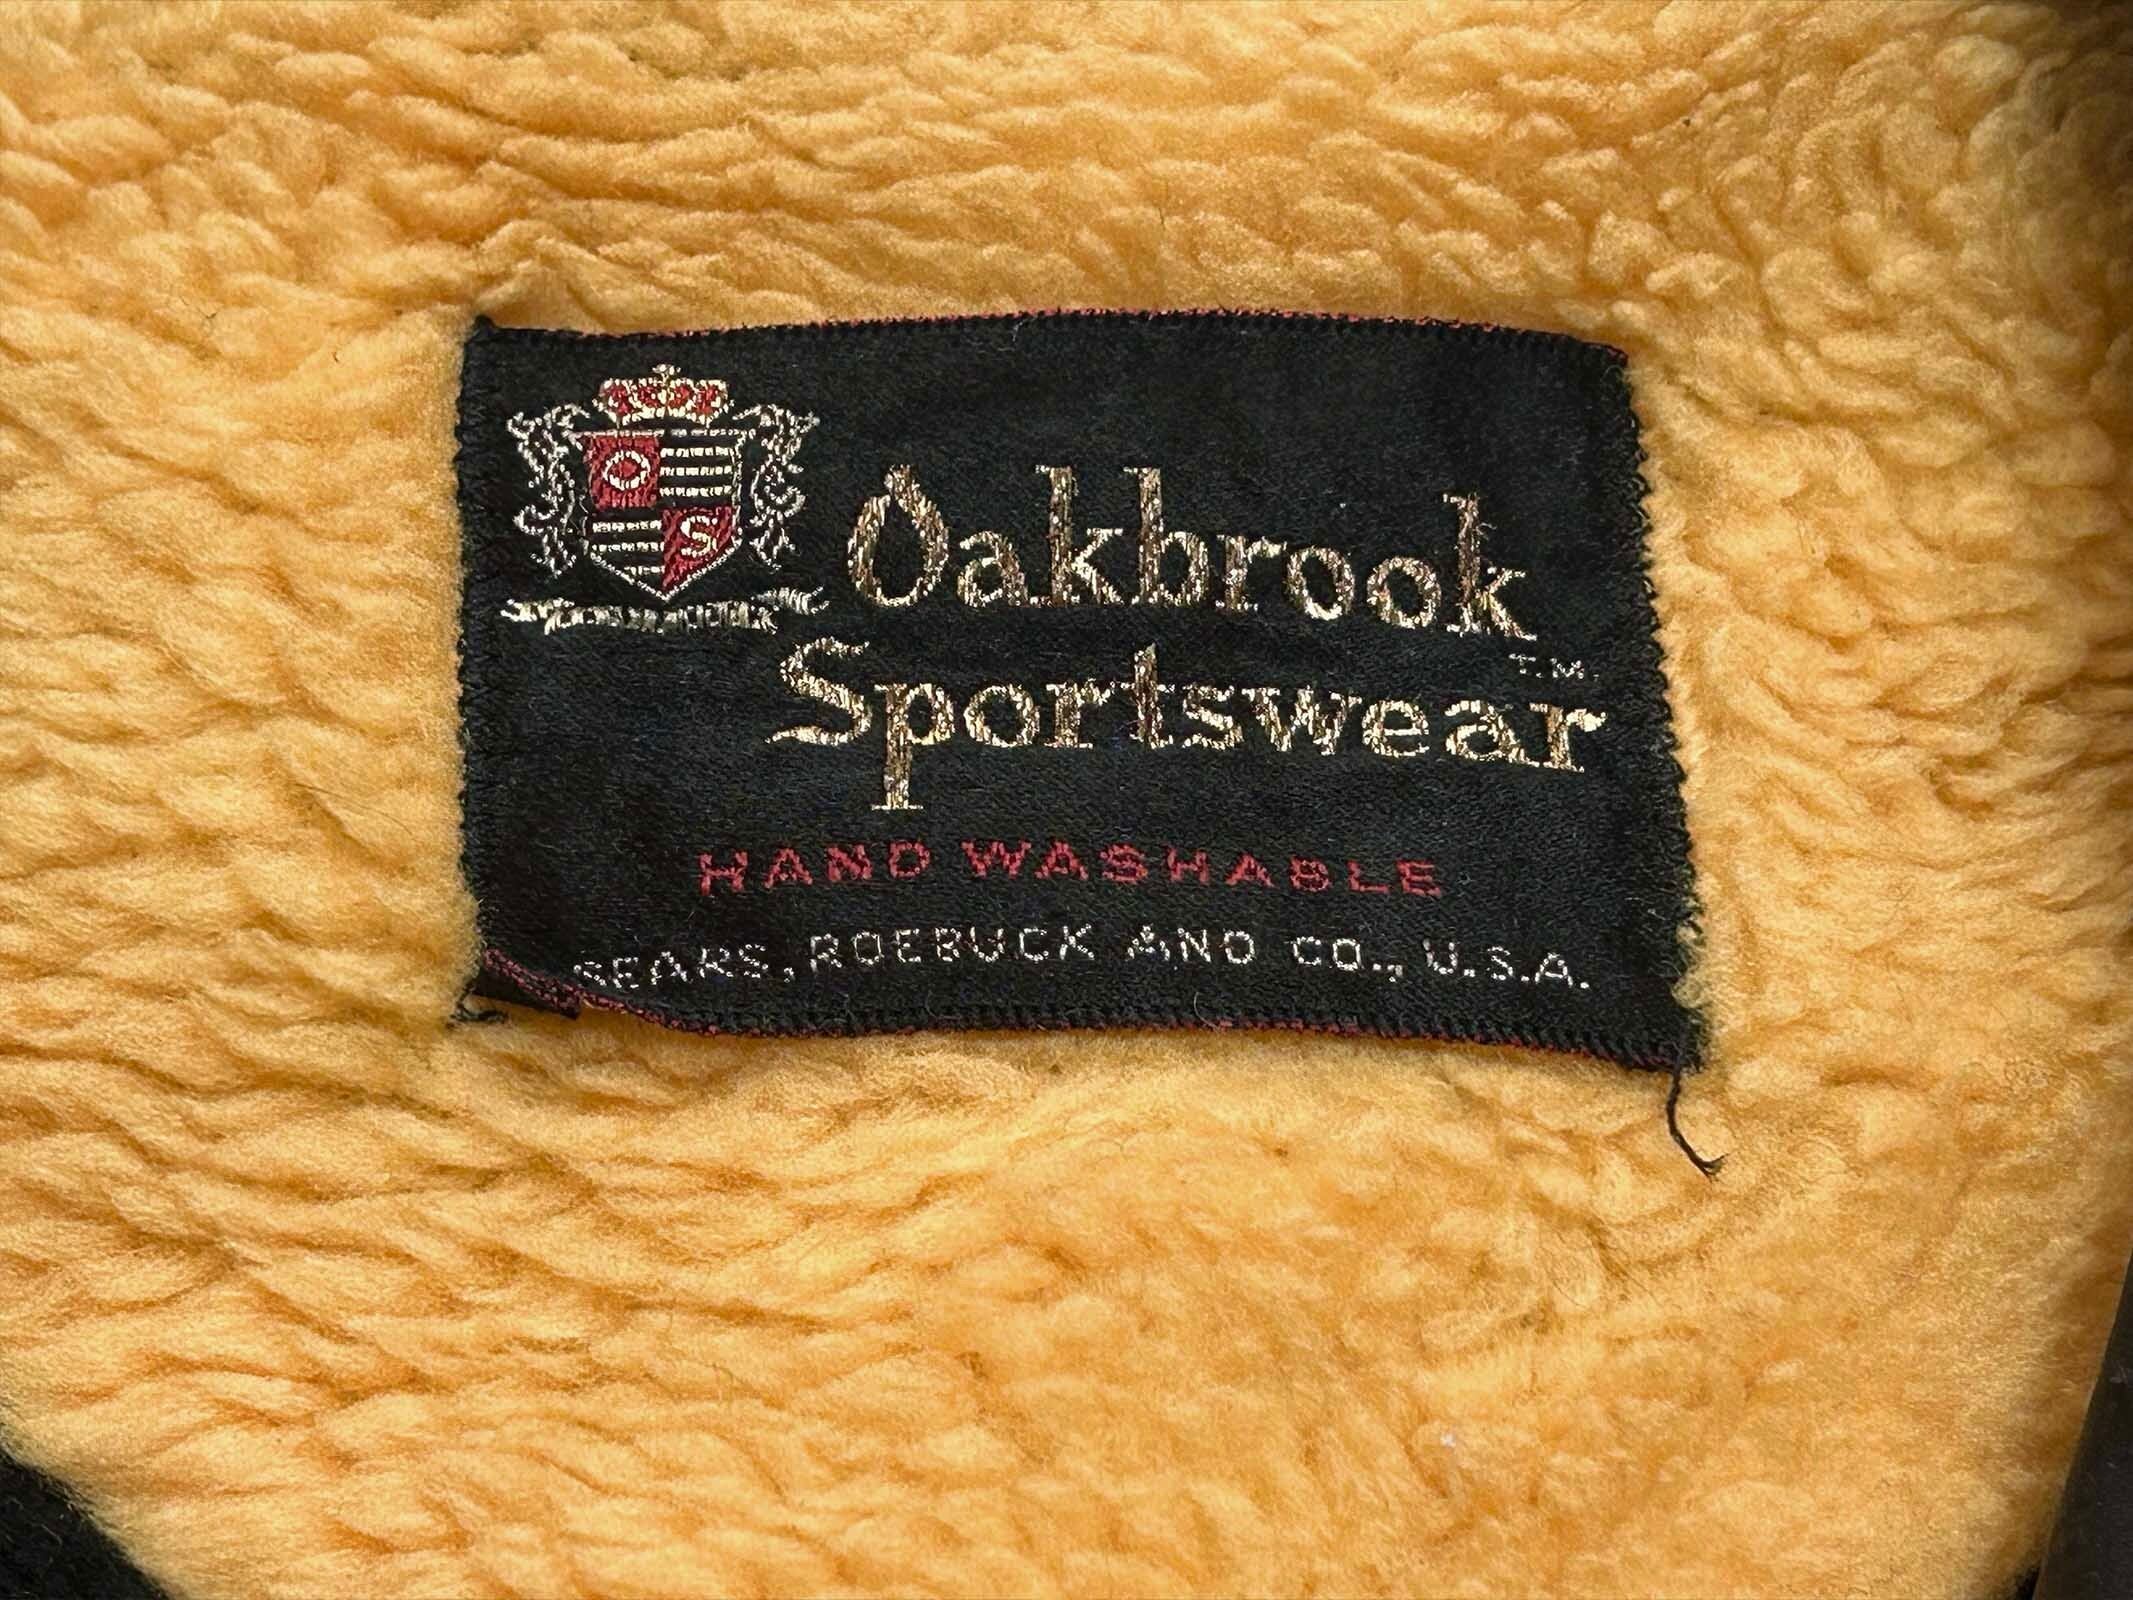 O
S
Oakbrook
T.M.
Sportswear
HAND WASHABLE
SEARS, ROEBUCK AND CO., U.S.A.